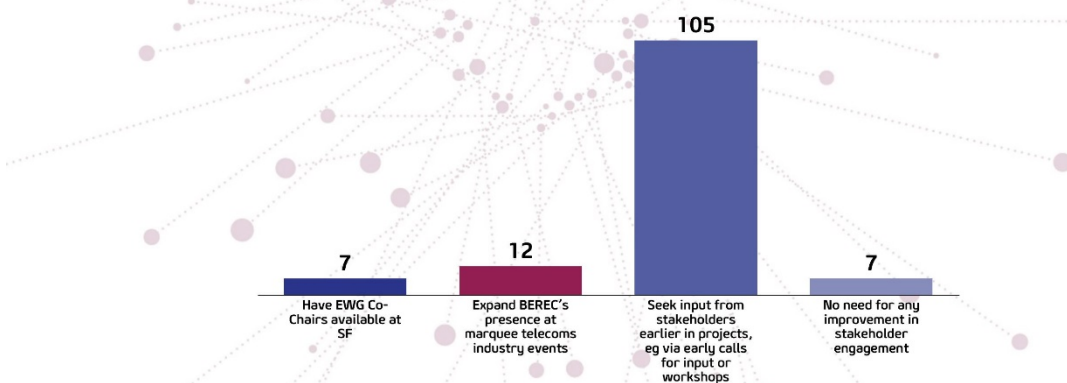 105
12
7
7
Have EWG Co-
Chairs available at
SF
Expand BEREC's
presence at
marquee telecoms
industry events
Seek input from
stakeholders
earlier in projects,
eg via early calls
for input or
workshops
No need for any
improvement in
stakeholder
engagement